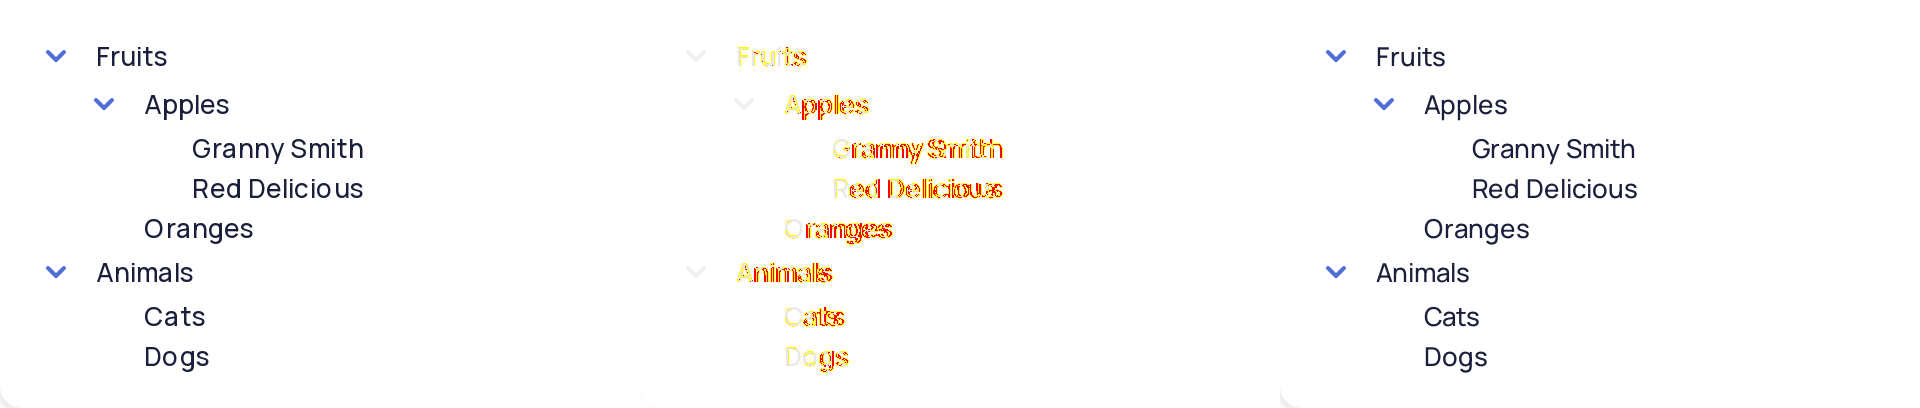 Fruits Fruits Fruits
Apples Apples Apples
Granny Smith Granny Smith Granny Smith
Red Delicious Red Delicious Red Delicious
Oranges Oranges Oranges
Animals Animals Animals
Cats Cats Cats
Dogs Dogs Dogs